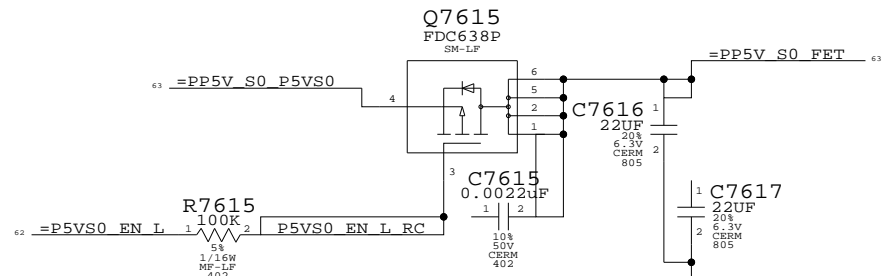 Q7615
FDC638P
SM-LF
63 =PP5V_S0_P5VS0
=PP5V_S0_FET 63
4
6
5
2
1
3
C7616
1 22UF
20%
6.3V
2 CERM
805
C7615
0.0022uF
1 2
10%
50V
CERM
402
C7617
1 22UF
20%
6.3V
2 CERM
805
R7615
100K
62 =P5VS0_EN_L 1 2 P5VS0_EN_L_RC
5%
1/16W
MF-LF
402